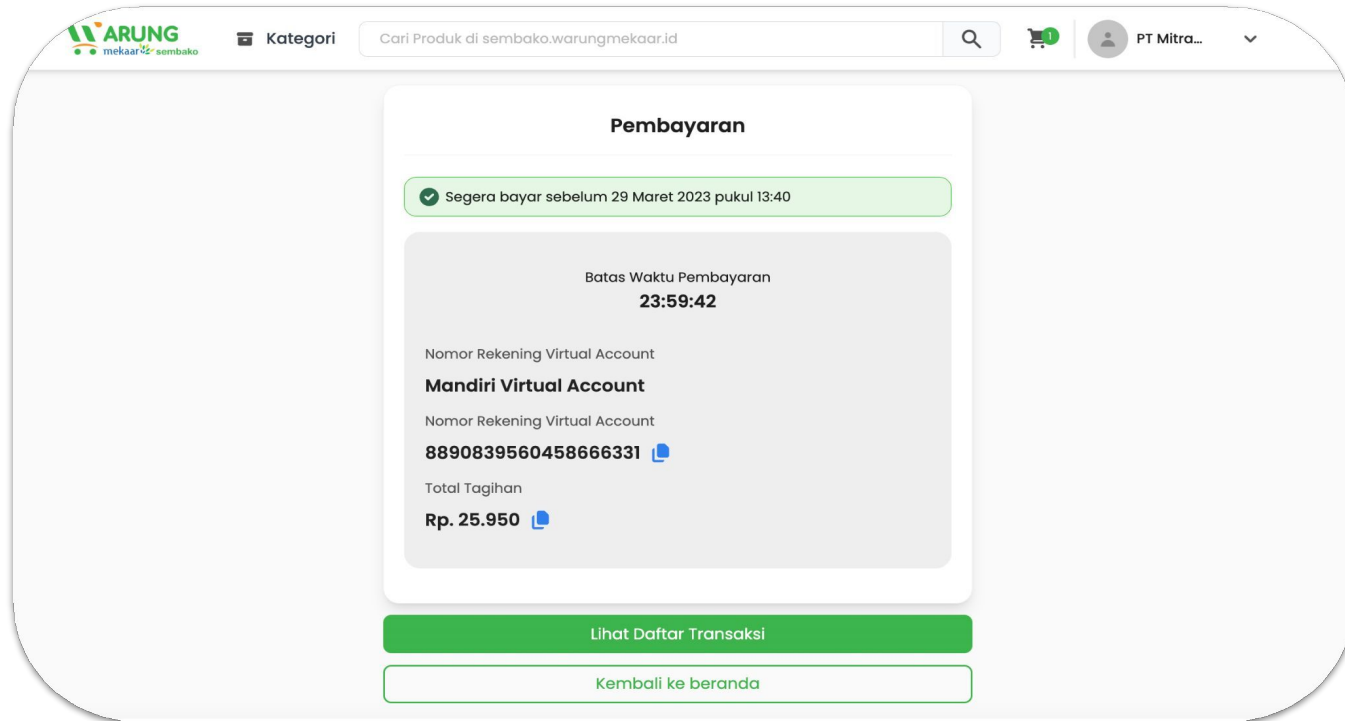 WARUNG
mekaar sembako
Kategori
Cari Produk di sembako.warungmekaar.id
1
PT Mitra...
Pembayaran
Segera bayar sebelum 29 Maret 2023 pukul 13:40
Batas Waktu Pembayaran
23:59:42
Nomor Rekening Virtual Account
Mandiri Virtual Account
Nomor Rekening Virtual Account
8890839560458666331
Total Tagihan
Rp. 25.950
Lihat Daftar Transaksi
Kembali ke beranda